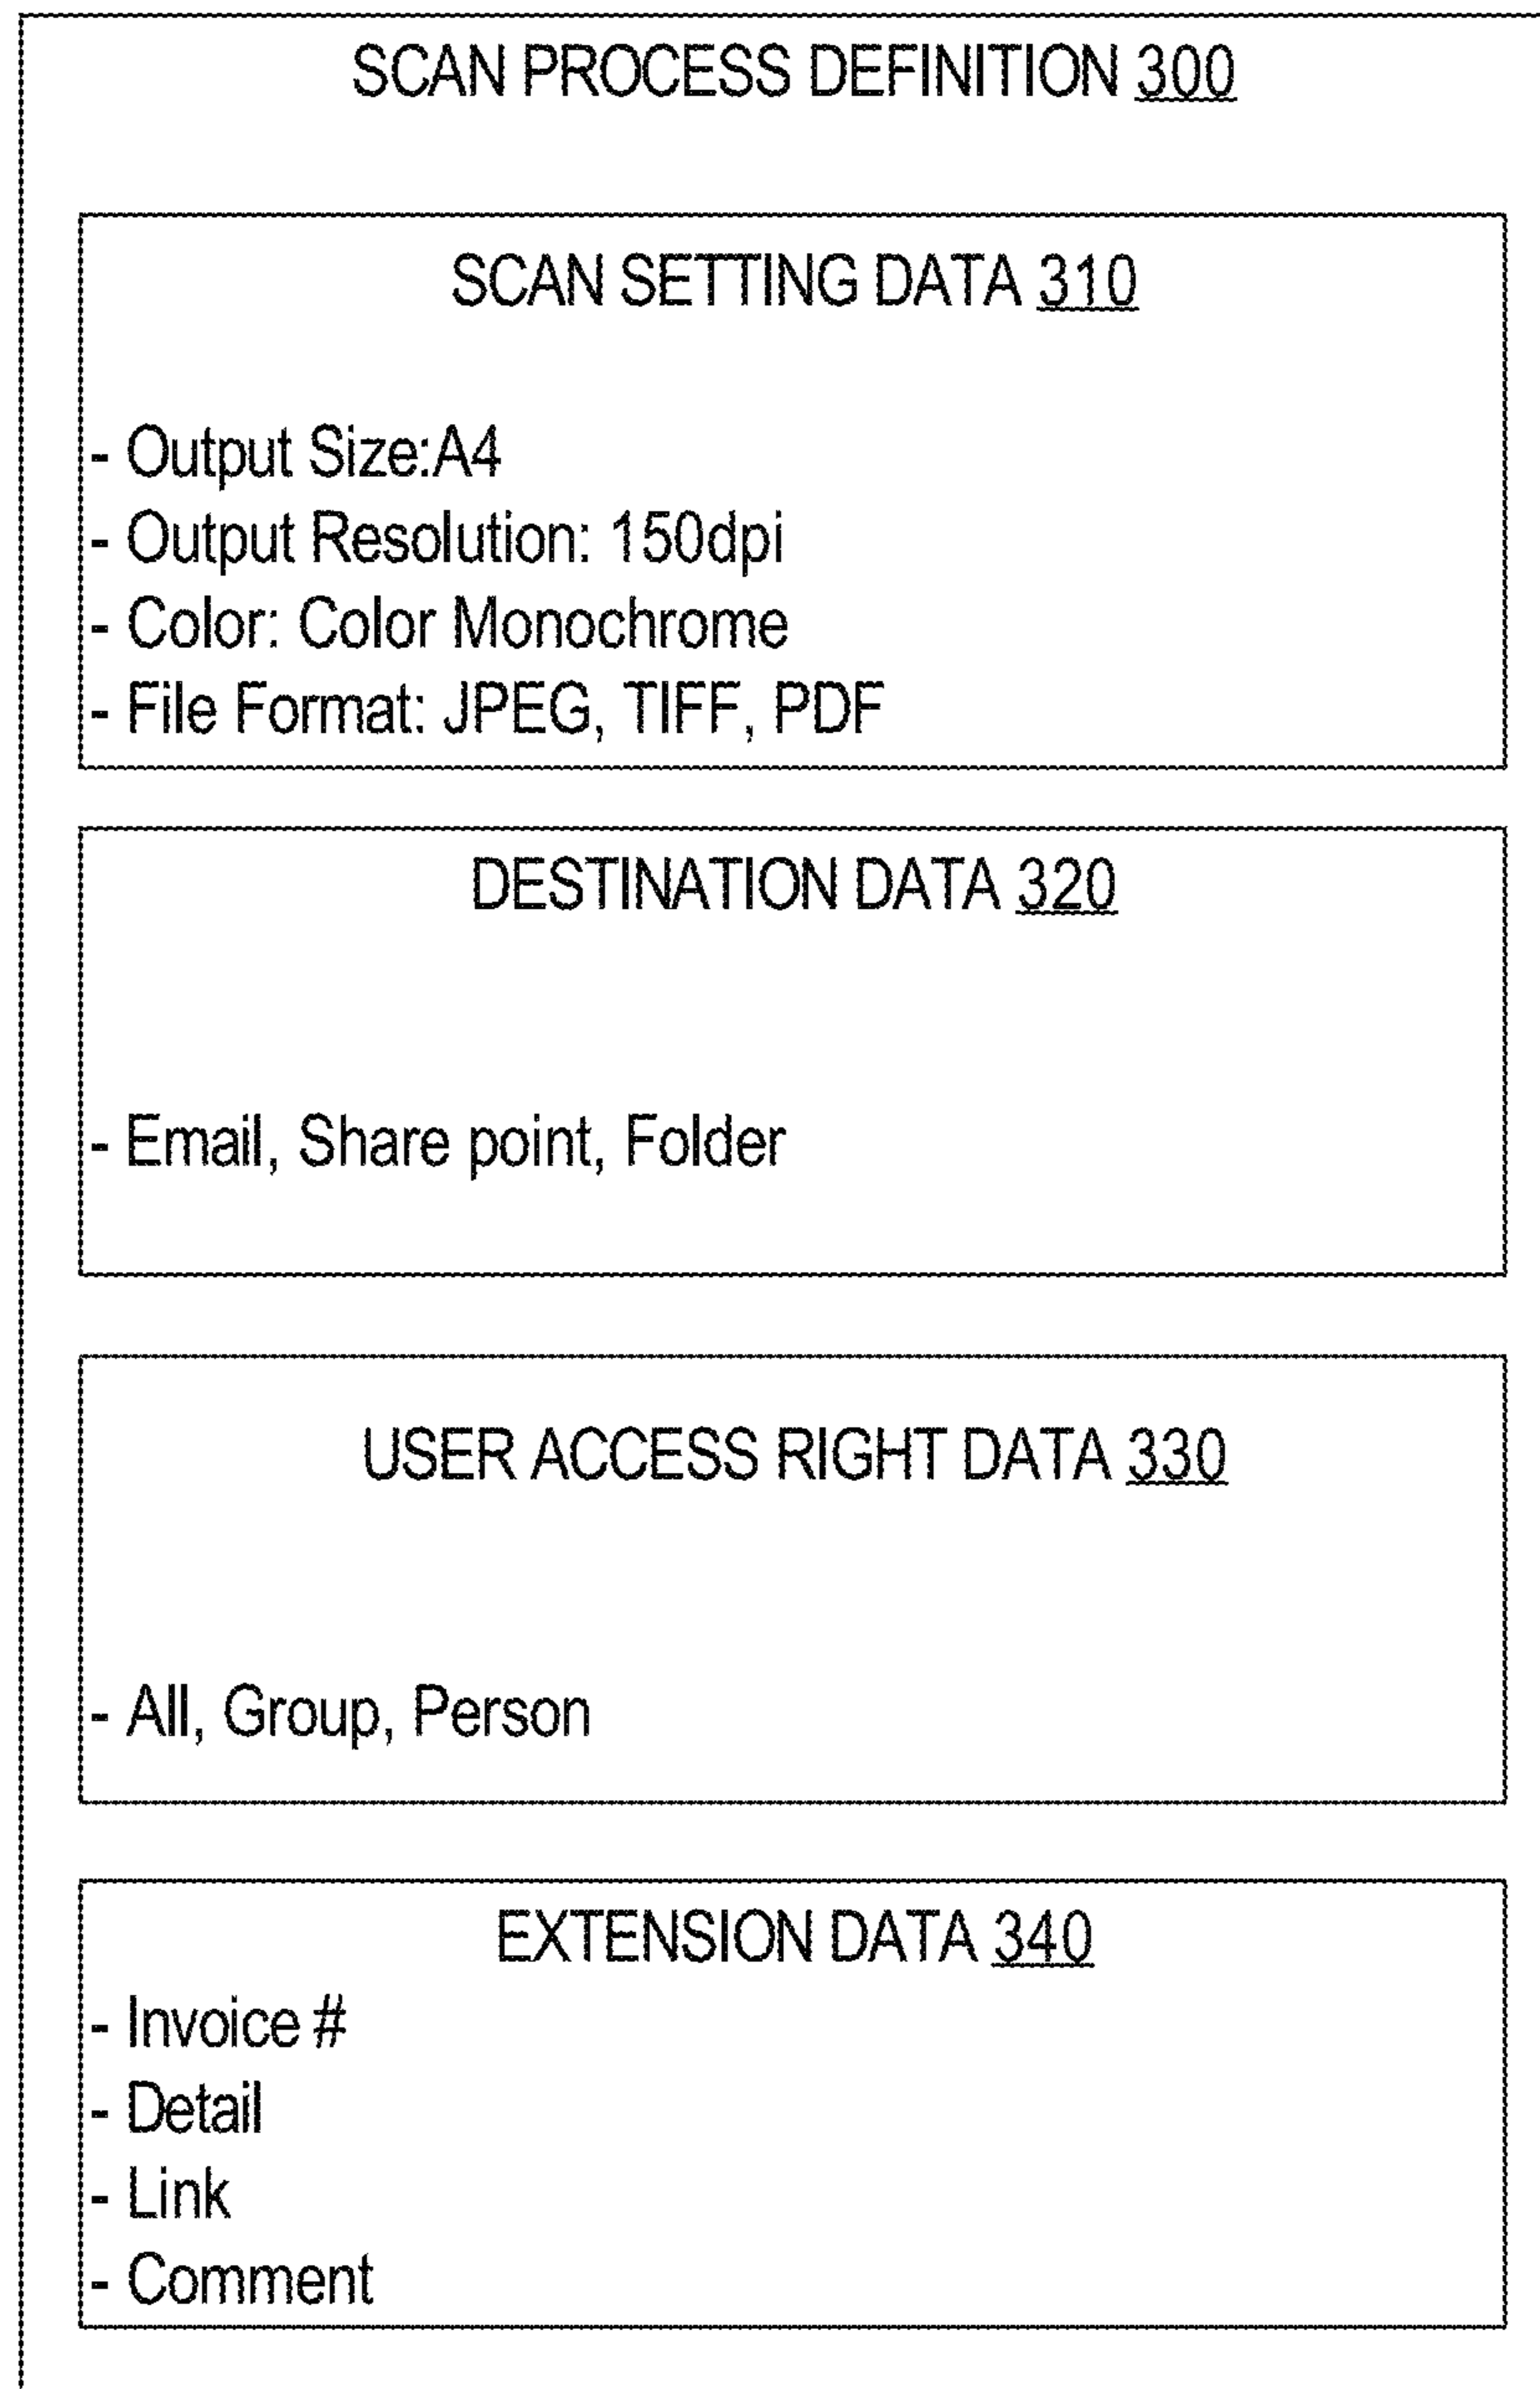 SCAN PROCESS DEFINITION 300
SCAN SETTING DATA 310
- Output Size:A4
- Output Resolution: 150dpi
- Color: Color Monochrome
- File Format: JPEG, TIFF, PDF
DESTINATION DATA 320
- Email, Share point, Folder
USER ACCESS RIGHT DATA 330
- All, Group, Person
EXTENSION DATA 340
- Invoice #
- Detail
- Link
- Comment